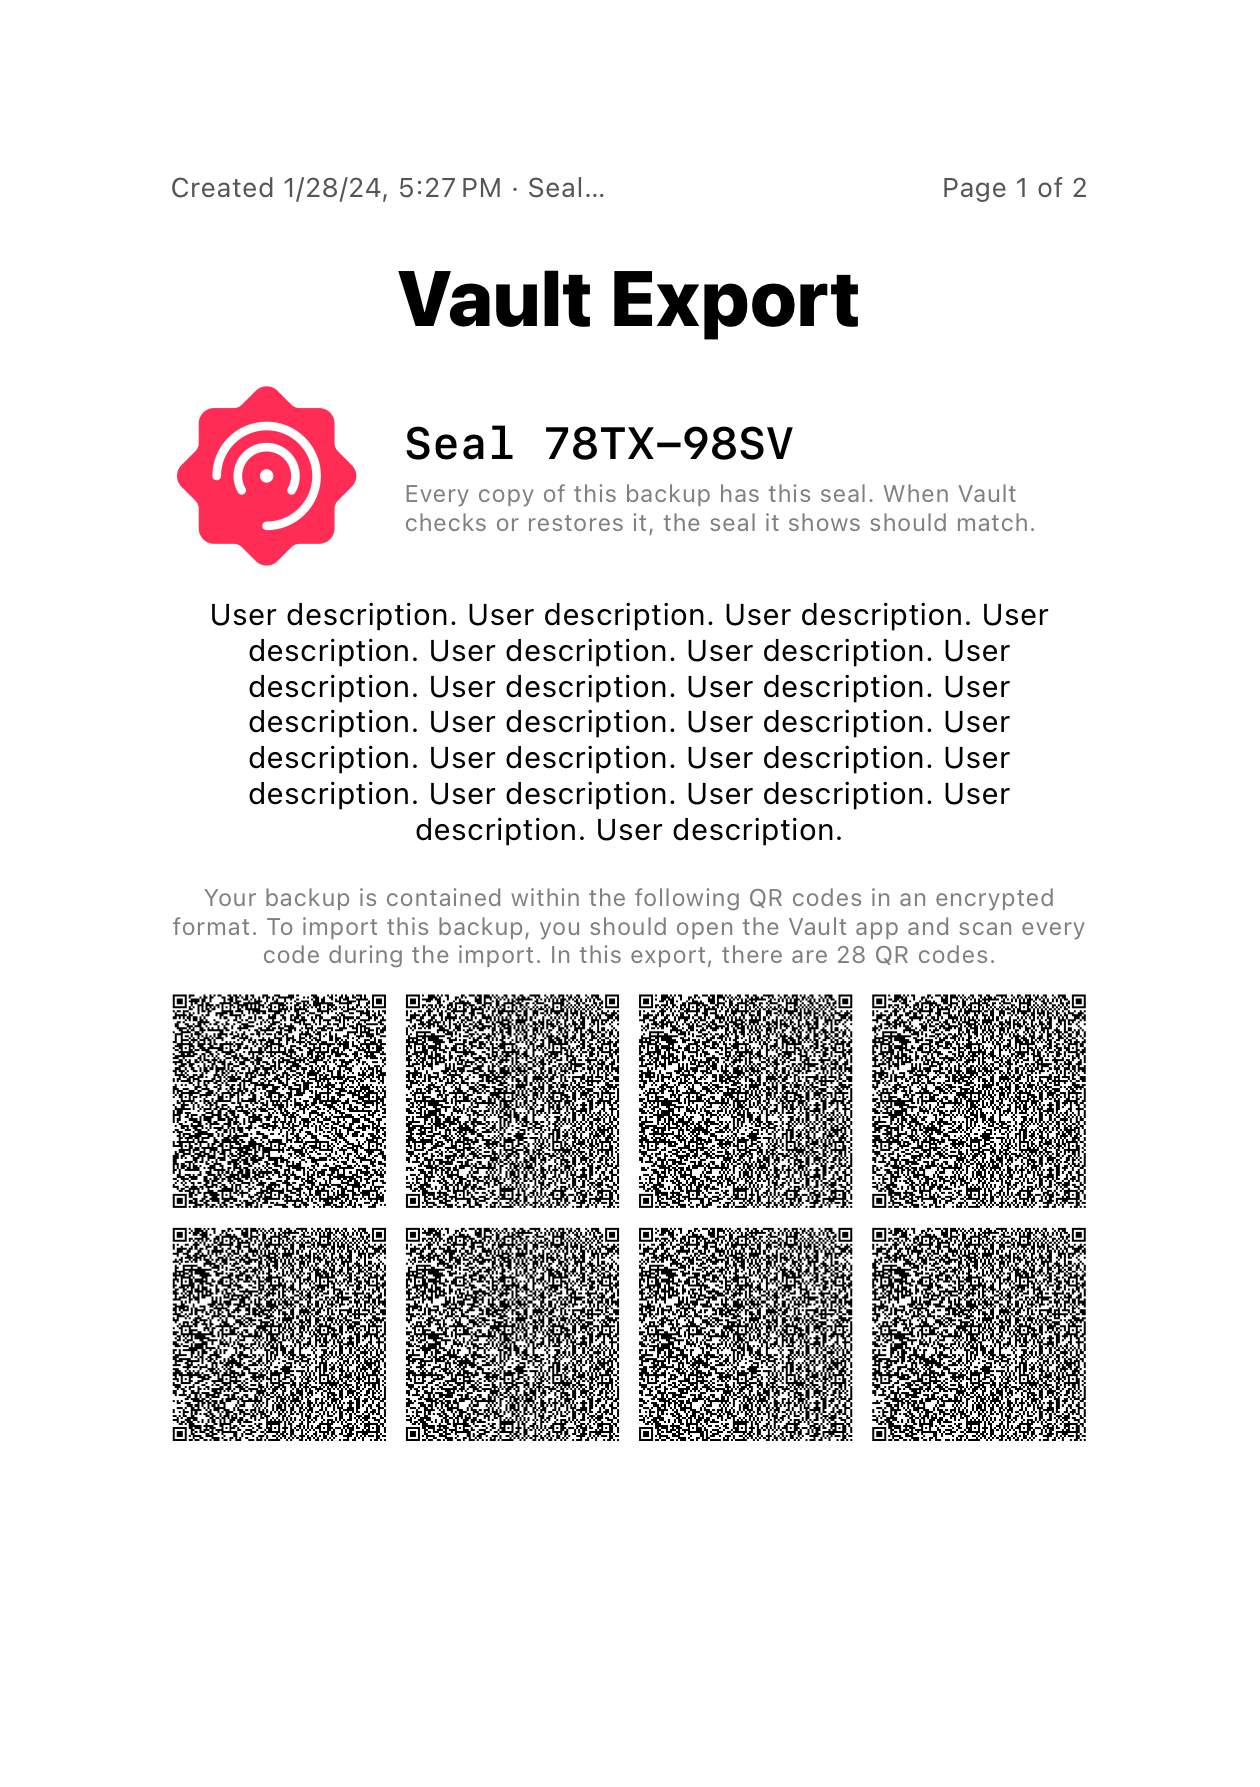 Created 1/28/24, 5:27 PM · Seal...
Page 1 of 2
Vault Export
Seal 78TX–98SV
Every copy of this backup has this seal. When Vault
checks or restores it, the seal it shows should match.
User description. User description. User description. User
description. User description. User description. User
description. User description. User description. User
description. User description. User description. User
description. User description. User description. User
description. User description. User description. User
description. User description.
Your backup is contained within the following QR codes in an encrypted
format. To import this backup, you should open the Vault app and scan every
code during the import. In this export, there are 28 QR codes.